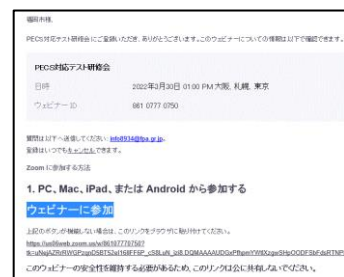 福岡市様,
PECS対応テスト研修会 にご登録いただき、ありがとうございます。このウェビナーについての情報は以下で確認できます。
PECS対応テスト研修会
日時 2022年2月30日 01:00 PM 大阪, 札幌, 東京
ウェビナー ID 861 0777 0750
質問は以下へ送信してください: info8934@fpa.gr.jp。
登録はいつでもキャンセルできます。
Zoom に参加する方法
1. PC、Mac、iPad、または Android から参加する
ウェビナーに参加
上記のボタンが機能しない場合は、このリンクをブラウザに貼り付けてください。
このウェビナーの安全性を維持する必要があるため、このリンクは公に共有しないでください。